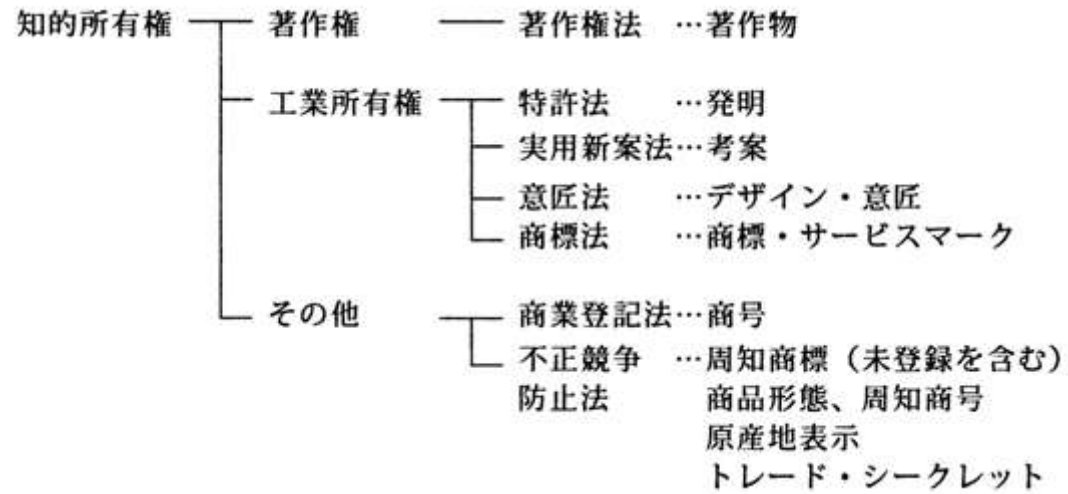 知的所有権 著作権 著作権法 …著作物
工業所有権 特許法 …発明
実用新案法…考案
意匠法 …デザイン・意匠
商標法 …商標・サービスマーク
その他 商業登記法…商号
不正競争 …周知商標（未登録を含む）
防止法 商品形態、周知商号
原産地表示
トレード・シークレット